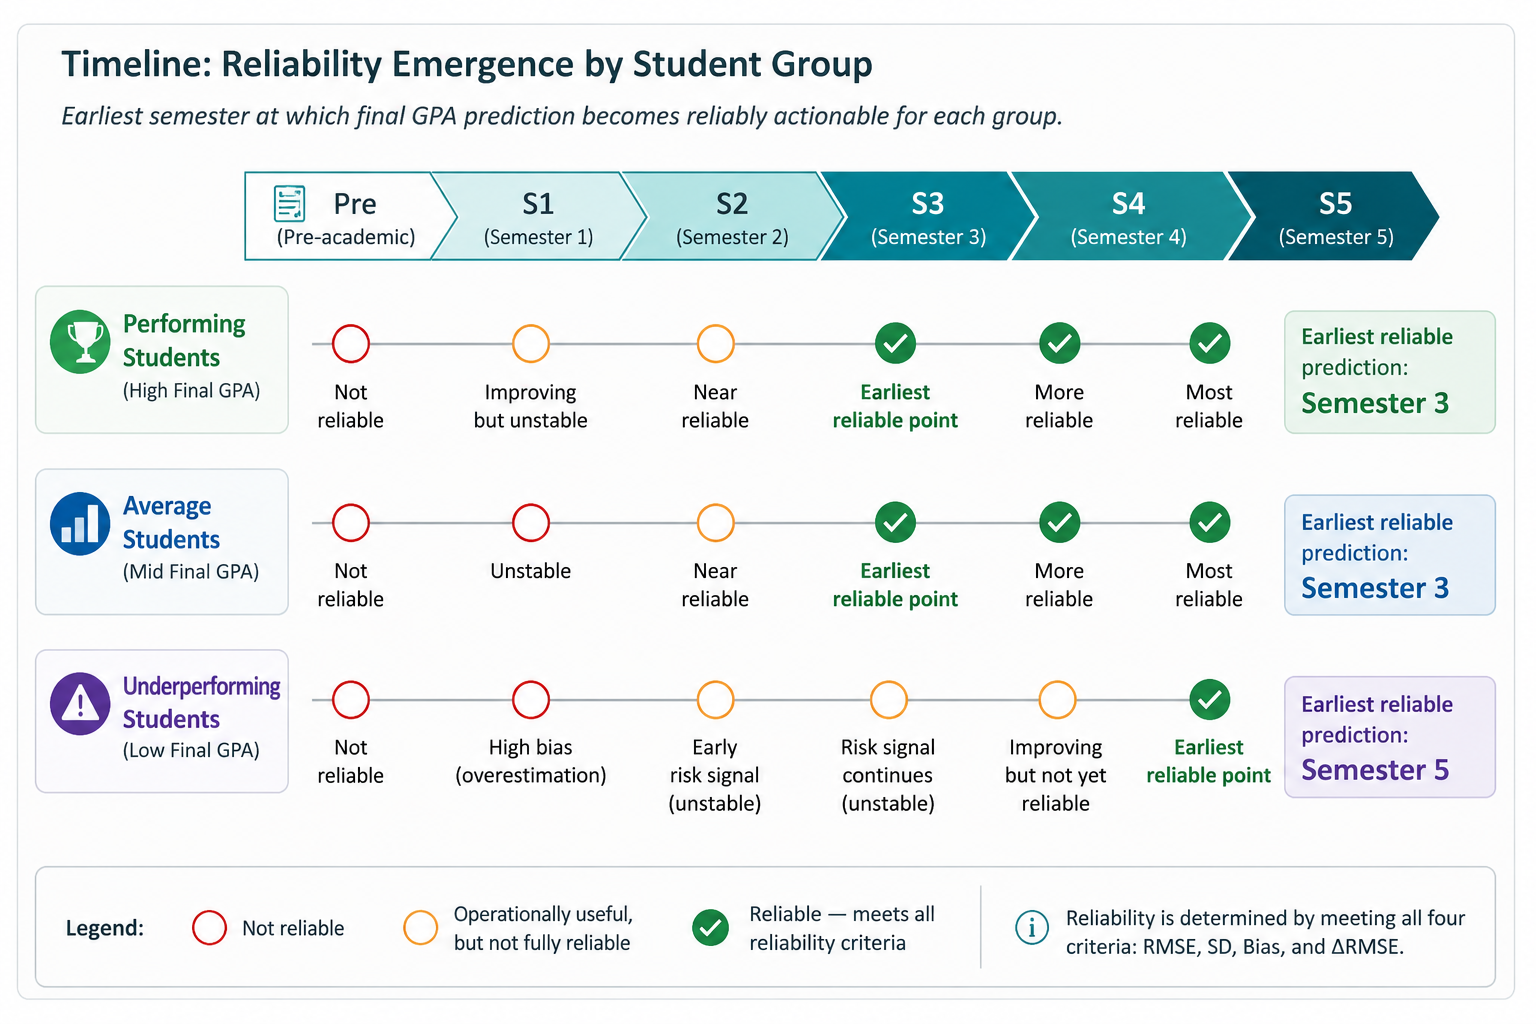 Timeline: Reliability Emergence by Student Group
Earliest semester at which final GPA prediction becomes reliably actionable for each group.
Pre
(Pre-academic)
S1
(Semester 1)
S2
(Semester 2)
S3
(Semester 3)
S4
(Semester 4)
S5
(Semester 5)
Performing
Students
(High Final GPA)
Not
reliable
Improving
but unstable
Near
reliable
Earliest
reliable point
More
reliable
Most
reliable
Earliest reliable
prediction:
Semester 3
Average
Students
(Mid Final GPA)
Not
reliable
Unstable
Near
reliable
Earliest
reliable point
More
reliable
Most
reliable
Earliest reliable
prediction:
Semester 3
Underperforming
Students
(Low Final GPA)
Not
reliable
High bias
(overestimation)
Early
risk signal
(unstable)
Risk signal
continues
(unstable)
Improving
but not yet
reliable
Earliest
reliable point
Earliest reliable
prediction:
Semester 5
Legend:
Not reliable
Operationally useful,
but not fully reliable
Reliable — meets all
reliability criteria
Reliability is determined by meeting all four
criteria: RMSE, SD, Bias, and ΔRMSE.